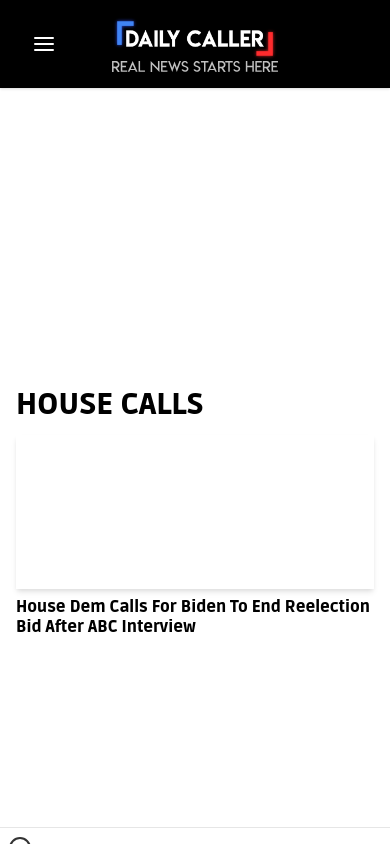 DAILY CALLER
REAL NEWS STARTS HERE
HOUSE CALLS
House Dem Calls For Biden To End Reelection
Bid After ABC Interview